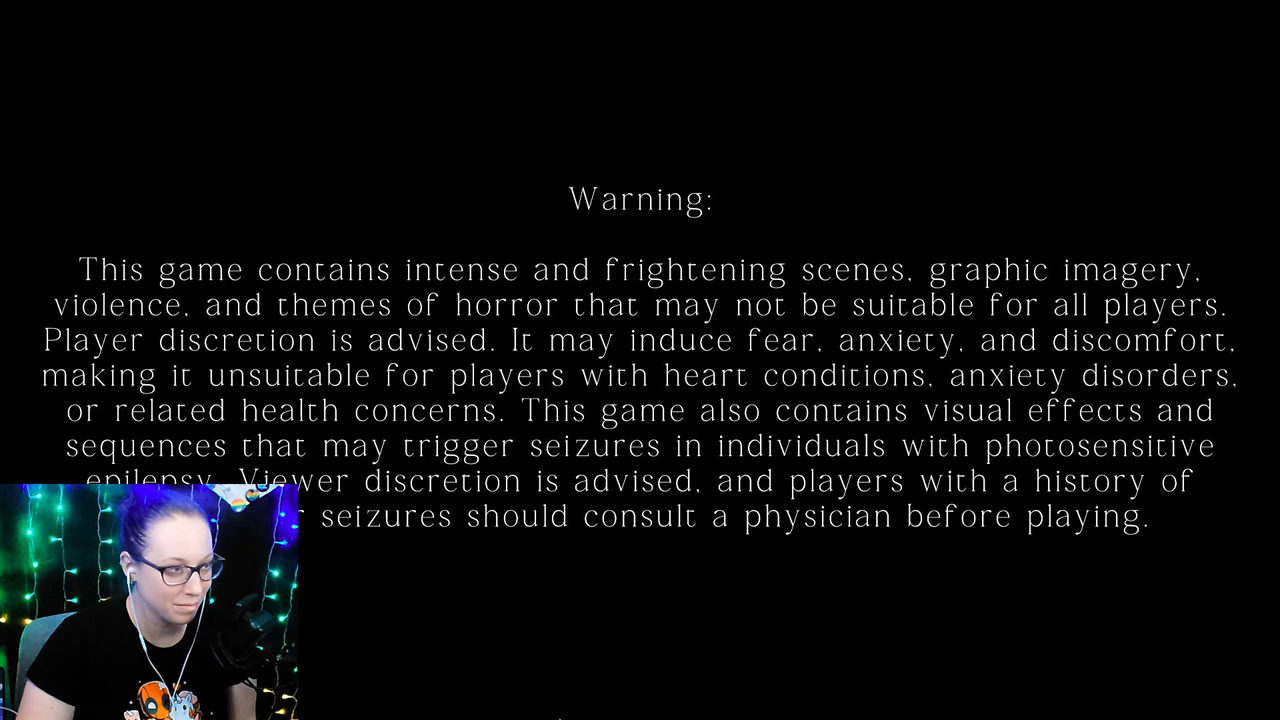 Warning:
This game contains intense and frightening scenes, graphic imagery,
violence, and themes of horror that may not be suitable for all players.
Player discretion is advised. It may induce fear, anxiety, and discomfort,
making it unsuitable for players with heart conditions, anxiety disorders,
or related health concerns. This game also contains visual effects and
sequences that may trigger seizures in individuals with photosensitive
epilepsy. Viewer discretion is advised, and players with a history of
seizures should consult a physician before playing.